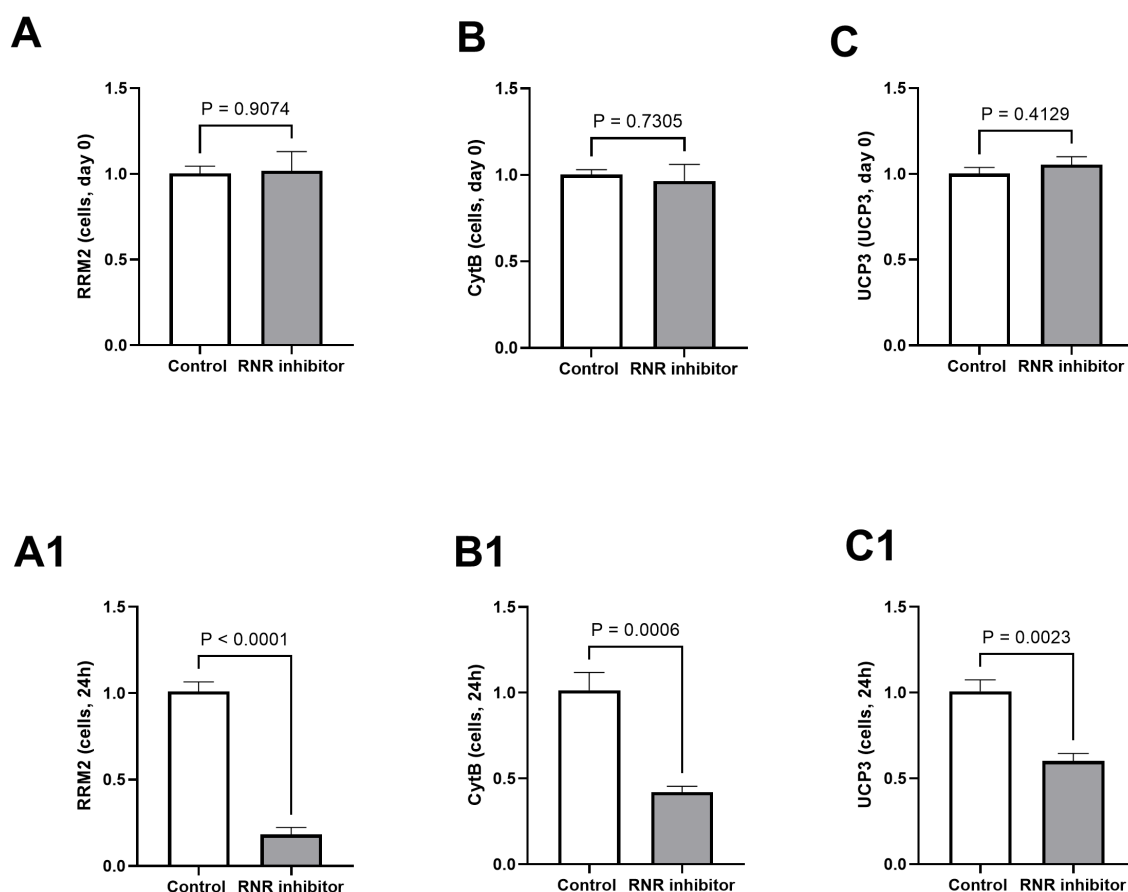 A
RRM2 (cells, day 0)
1.5
1.0
0.5
0.0
P = 0.9074
Control RNR inhibitor
B
CytB (cells, day 0)
1.5
1.0
0.5
0.0
P = 0.7305
Control RNR inhibitor
C
UCP3 (UCP3, day 0)
1.5
1.0
0.5
0.0
P = 0.4129
Control RNR inhibitor
A1
RRM2 (cells, 24h)
1.5
1.0
0.5
0.0
P < 0.0001
Control RNR inhibitor
B1
CytB (cells, 24h)
1.5
1.0
0.5
0.0
P = 0.0006
Control RNR inhibitor
C1
UCP3 (cells, 24h)
1.5
1.0
0.5
0.0
P = 0.0023
Control RNR inhibitor